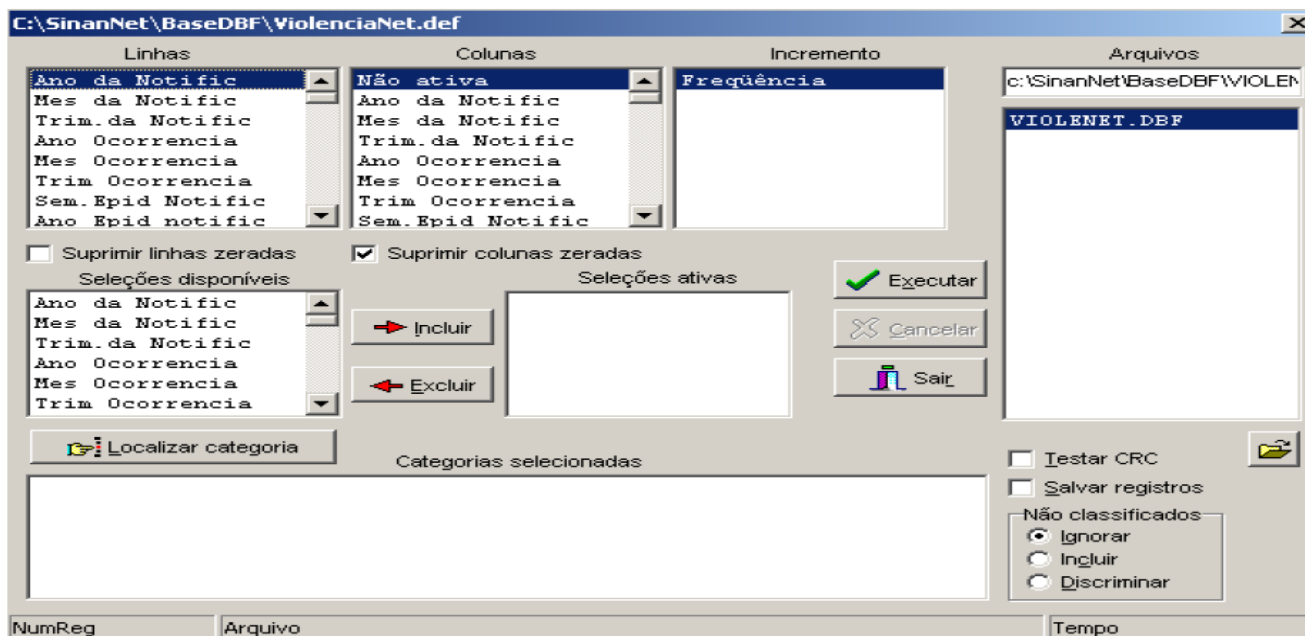 C:\SinanNet\BaseDBF\ViolenciaNet.def
Linhas
Ano da Notific
Mes da Notific
Trim.da Notific
Ano Ocorrencia
Mes Ocorrencia
Trim Ocorrencia
Sem.Epid Notific
Ano Epid notific
Colunas
Não ativa
Ano da Notific
Mes da Notific
Trim.da Notific
Ano Ocorrencia
Mes Ocorrencia
Trim Ocorrencia
Sem.Epid Notific
Incremento
Freqüência
Arquivos
c:\SinanNet\BaseDBF\VIOLEN
VIOLENET.DBF
Suprimir linhas zeradas
Suprimir colunas zeradas
Seleções disponíveis
Ano da Notific
Mes da Notific
Trim.da Notific
Ano Ocorrencia
Mes Ocorrencia
Trim Ocorrencia
Incluir
Excluir
Seleções ativas
Executar
Cancelar
Sair
Localizar categoria
Categorias selecionadas
Testar CRC
Salvar registros
Não classificados
Ignorar
Incluir
Discriminar
NumReg
Arquivo
Tempo